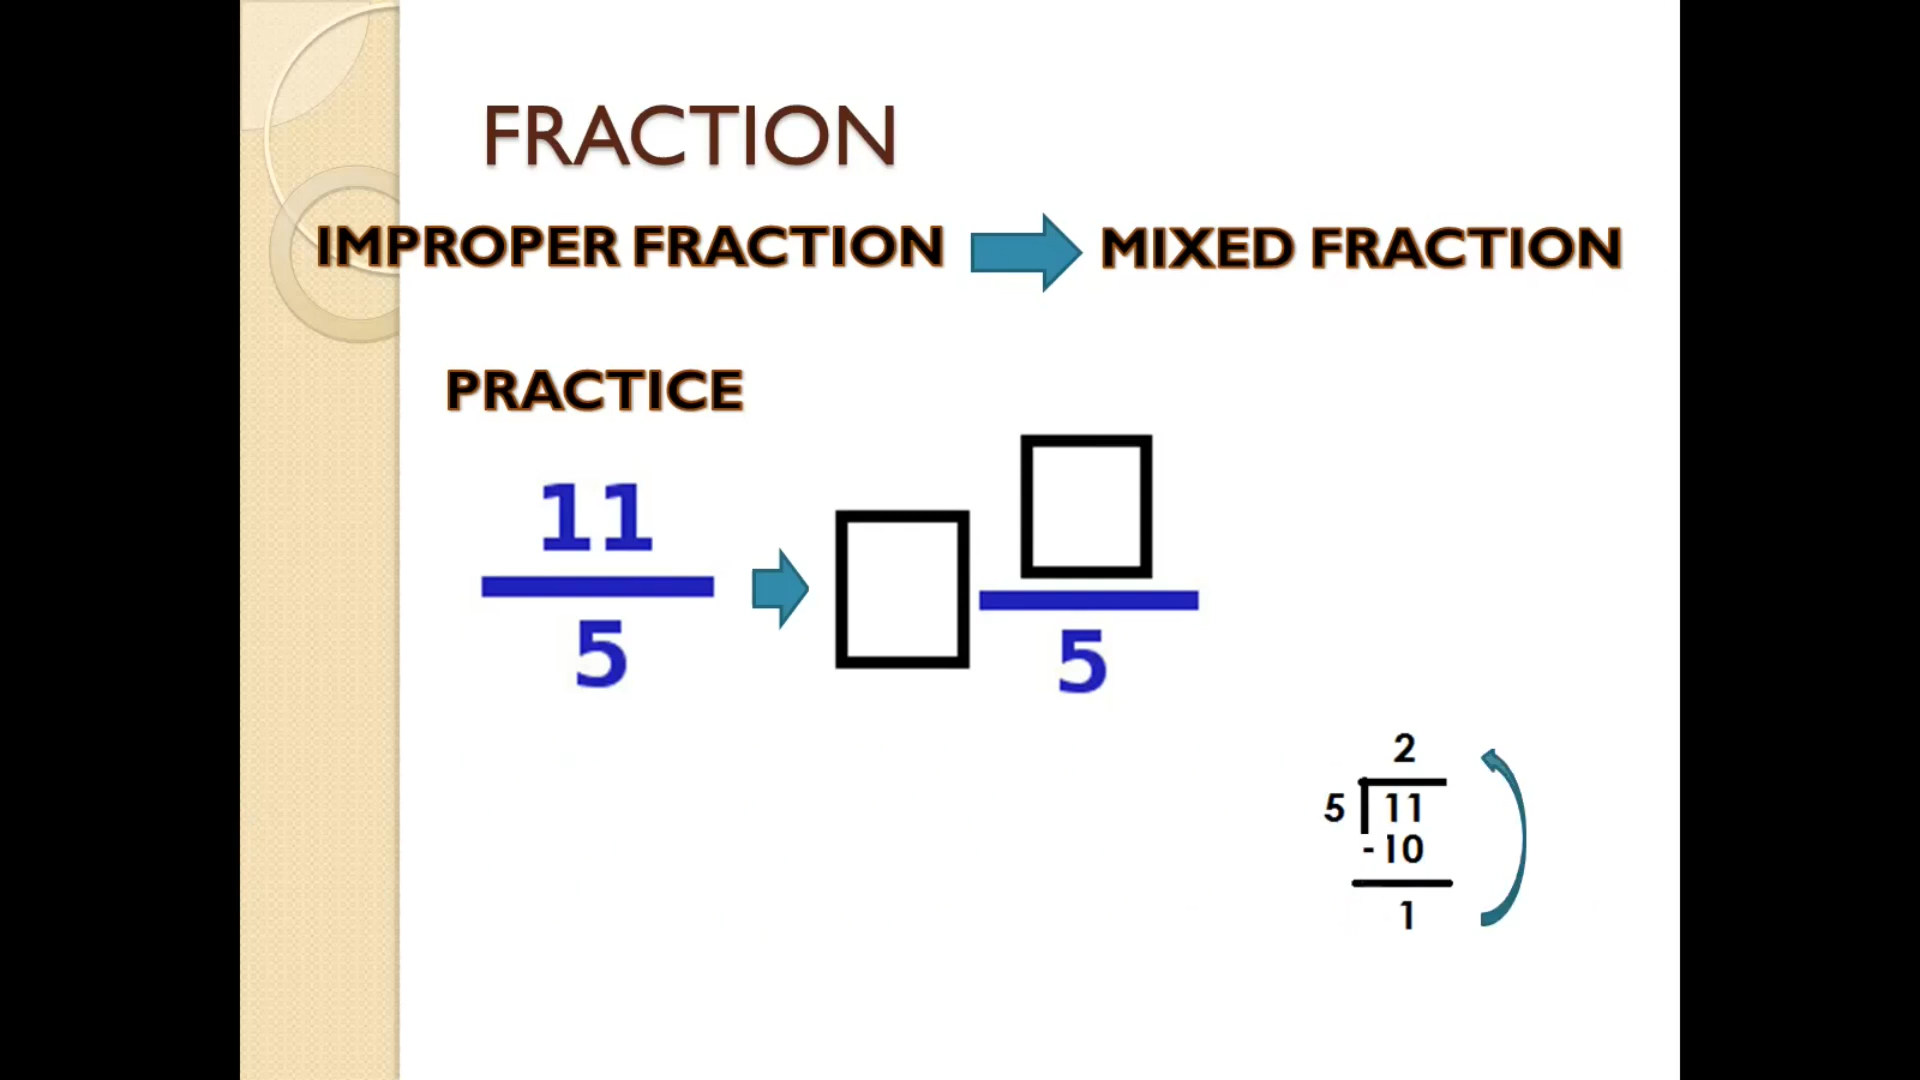 FRACTION
IMPROPER FRACTION MIXED FRACTION
PRACTICE
11
5
5
2
5 11
-10
1